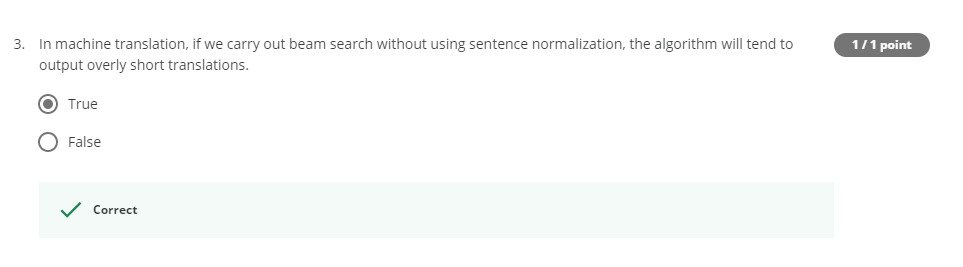 3. In machine translation, if we carry out beam search without using sentence normalization, the algorithm will tend to
output overly short translations.
1 / 1 point
True
False
Correct